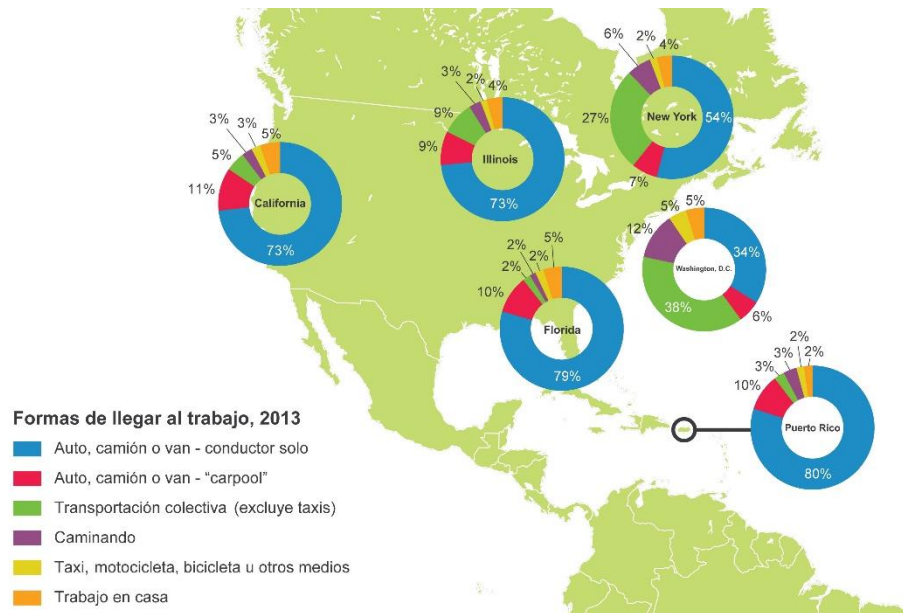 6%
2%
4%
27%
New York
54%
7%
3%
2%
4%
9%
9%
Illinois
73%
3%
3%
5%
5%
11%
California
73%
5%
5%
12%
34%
Washington, D.C.
38%
6%
2%
5%
2%
2%
10%
Florida
79%
2%
3%
2%
3%
10%
Puerto Rico
80%
Formas de llegar al trabajo, 2013
Auto, camión o van - conductor solo
Auto, camión o van - “carpool”
Transportación colectiva (excluye taxis)
Caminando
Taxi, motocicleta, bicicleta u otros medios
Trabajo en casa